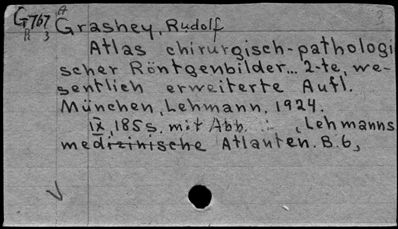 G767 A
R 3
Grashey, Rudolf
Atlas chirurgisch-pathologi
scher Röntgenbilder... 2-te, we-
sentlich erweiterte Aufl.
München, Lehmann, 1924.
IX, 185 s. mit Abb. , Lehmanns
medizinische Atlanten. B. 6,